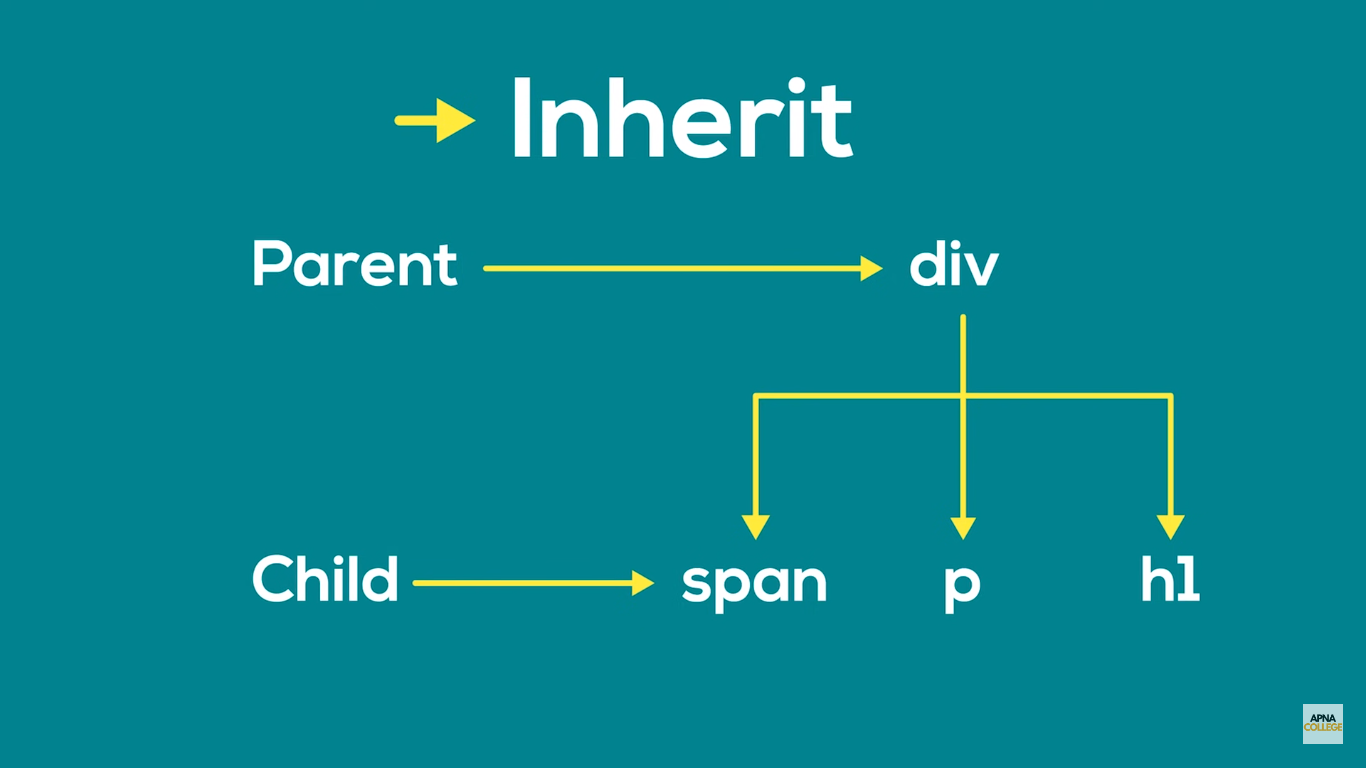 Inherit
Parent div
Child span p h1
APNA
COLLEGE